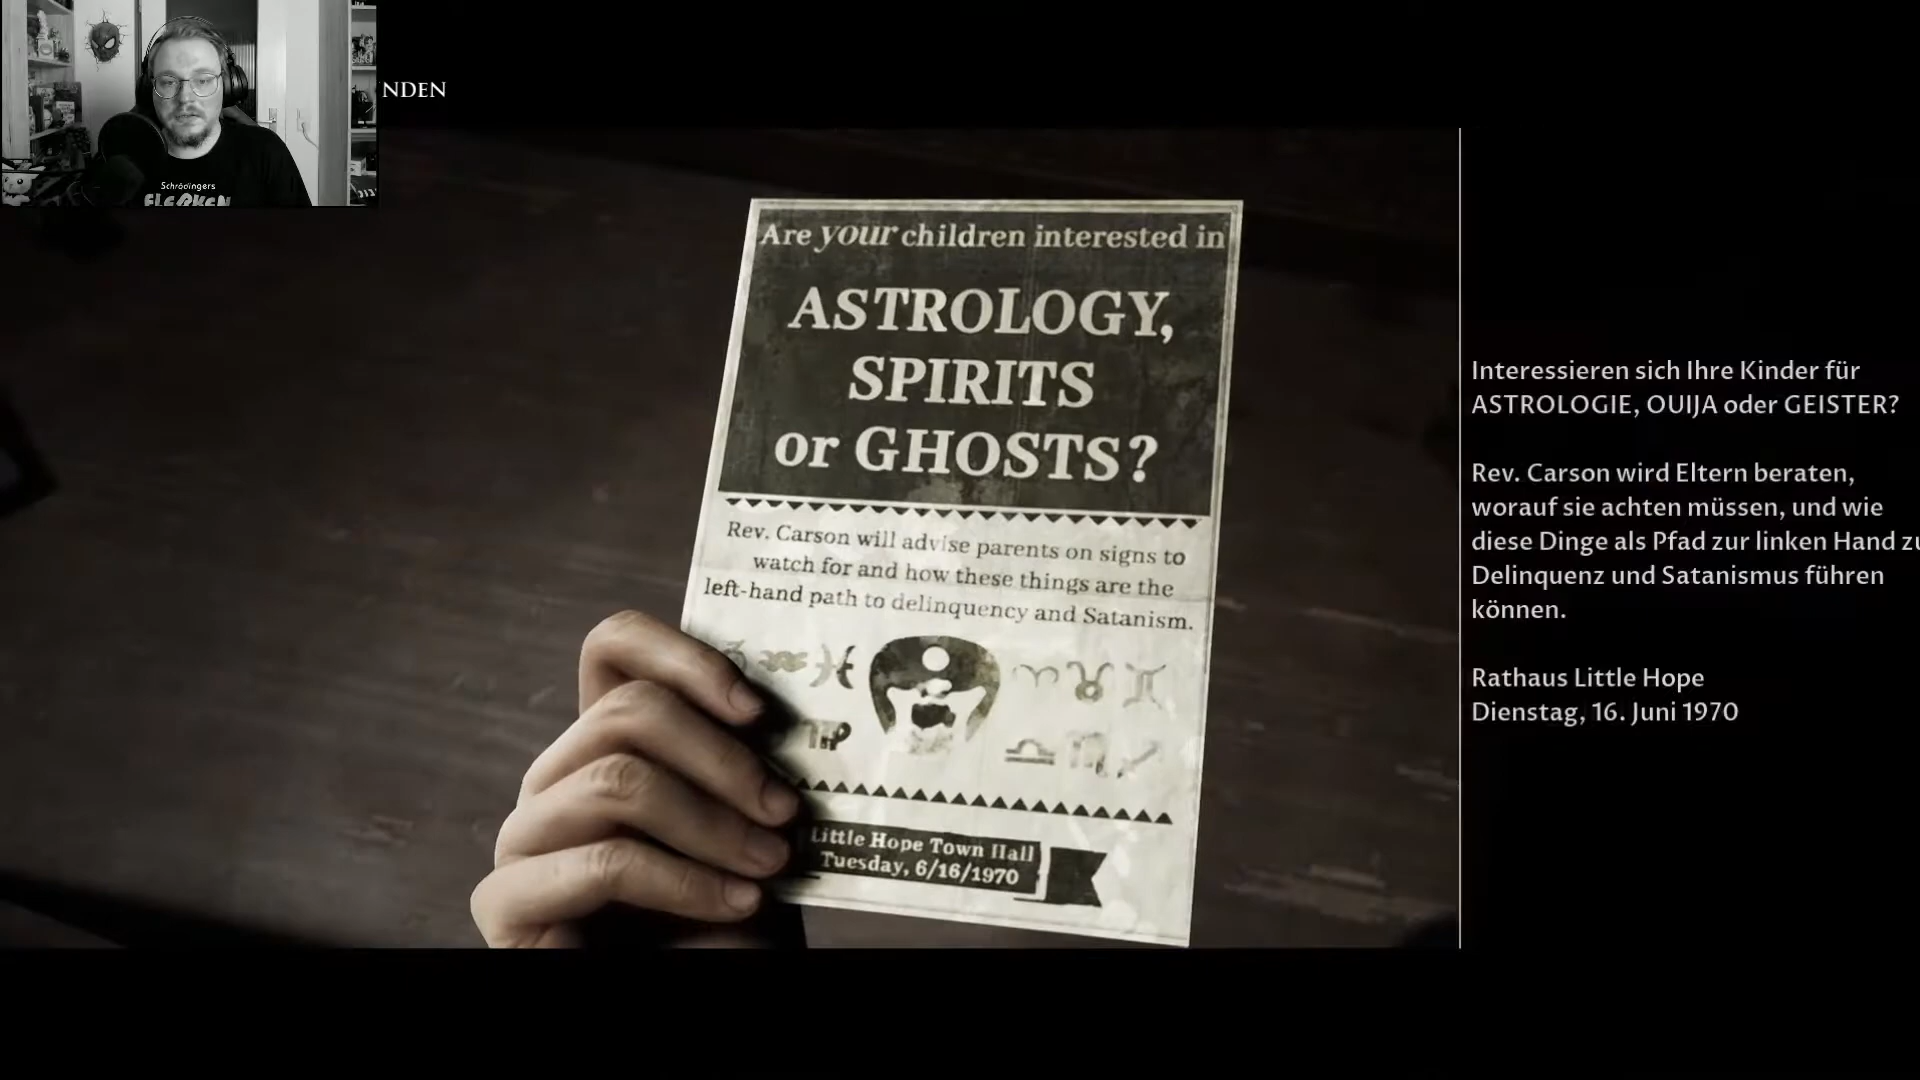 NDEN
Schrödingers
Are your children interested in
ASTROLOGY,
SPIRITS
or GHOSTS?
Rev. Carson will advise parents on signs to
watch for and how these things are the
left-hand path to delinquency and Satanism.
Little Hope Town Hall
Tuesday, 6/16/1970
Interessieren sich Ihre Kinder für
ASTROLOGIE, OUIJA oder GEISTER?
Rev. Carson wird Eltern beraten,
worauf sie achten müssen, und wie
diese Dinge als Pfad zur linken Hand zu
Delinquenz und Satanismus führen
können.
Rathaus Little Hope
Dienstag, 16. Juni 1970